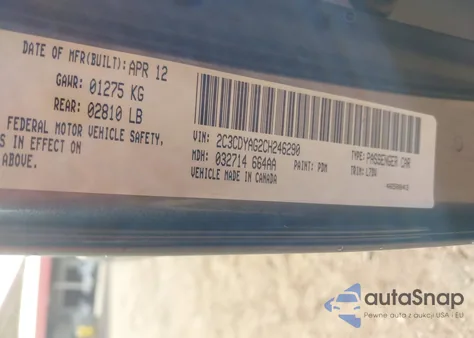 DATE OF MFR(BUILT): APR 12
GAWR: 01275 KG
REAR: 02810 LB
FEDERAL MOTOR VEHICLE SAFETY,
S IN EFFECT ON
ABOVE.
VIN: 2C3CDYAG2CH246290
MDH: 032714 664AA PAINT: PDM
VEHICLE MADE IN CANADA
TYPE: PASSENGER CAR
TRIM: LTDV
autoSnap
Pewne auta z aukcji USA - EU